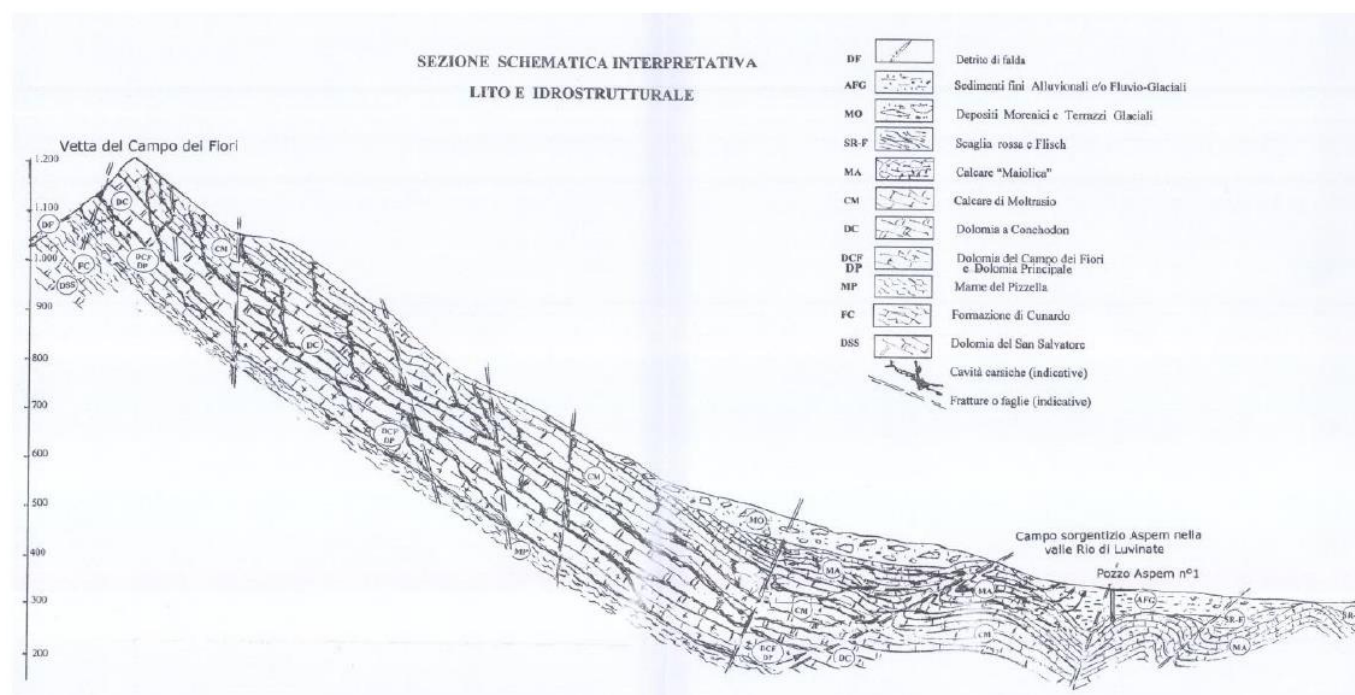 SEZIONE SCHEMATICA INTERPRETATIVA
LITO E IDROSTRUTTURALE
DF Detrito di falda
AFG Sedimenti fini Alluvionali e/o Fluvio-Glaciali
MO Depositi Morenici e Terrazzi Glaciali
SR-F Scaglia rossa e Flisch
MA Calcare "Maiolica"
CM Calcare di Moltrasio
DC Dolomia a Conchodon
DCF Dolomia del Campo dei Fiori
DP e Dolomia Principale
MP Marne del Pizzella
FC Formazione di Cunardo
DSS Dolomia del San Salvatore
Cavità carsiche (indicative)
Fratture o faglie (indicative)
Vetta del Campo dei Fiori
1.200
1.100
1.000
900
800
700
600
500
400
300
200
DF
DC
FC
DSS
DCF
DP
CM
DC
DCF
DP
MP
CM
MO
MA
CM
DCF
DP
DC
MA
CM
Campo sorgentizio Aspem nella
valle Rio di Luvinate
Pozzo Aspem n°1
AFG
SR-F
MA
SR-